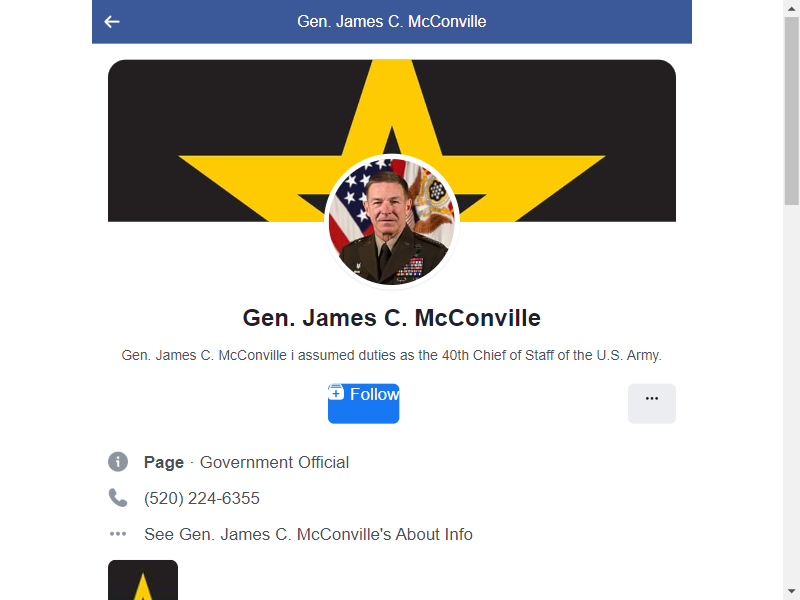 Gen. James C. McConville
Gen. James C. McConville
Gen. James C. McConville i assumed duties as the 40th Chief of Staff of the U.S. Army.
Follow
Page · Government Official
(520) 224-6355
See Gen. James C. McConville's About Info